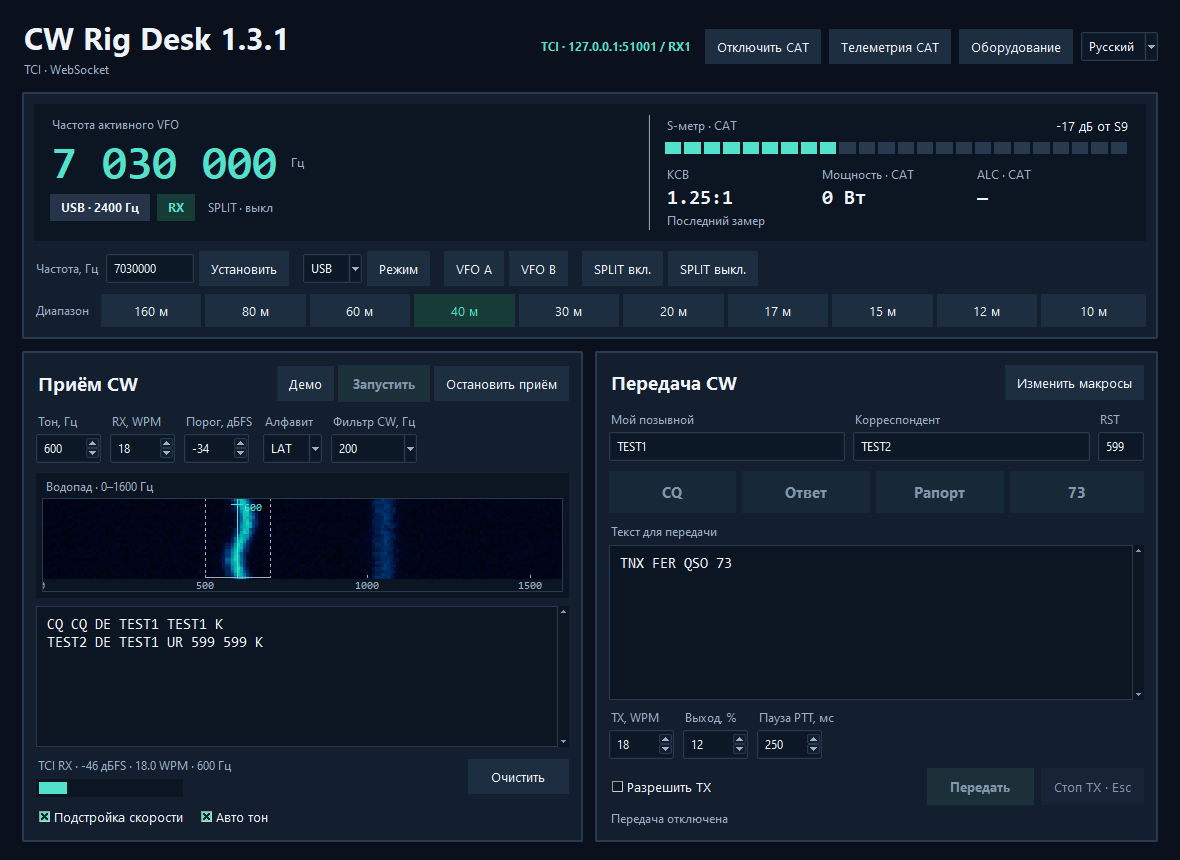 CW Rig Desk 1.3.1
TCI · WebSocket
TCI · 127.0.0.1:51001 / RX1
Отключить CAT
Телеметрия CAT
Оборудование
Русский
Частота активного VFO
7 030 000 Гц
USB · 2400 Гц
RX
SPLIT · выкл
S-метр · CAT
-17 дБ от S9
КСВ
Мощность · CAT
ALC · CAT
1.25:1
0 Вт
—
Последний замер
Частота, Гц
7030000
Установить
USB
Режим
VFO A
VFO B
SPLIT вкл.
SPLIT выкл.
Диапазон
160 м
80 м
60 м
40 м
30 м
20 м
17 м
15 м
12 м
10 м
Приём CW
Демо
Запустить
Остановить приём
Тон, Гц
RX, WPM
Порог, дБFS
Алфавит
Фильтр CW, Гц
600
18
-34
LAT
200
Водопад · 0–1600 Гц
600
500
1000
1500
CQ CQ DE TEST1 TEST1 K
TEST2 DE TEST1 UR 599 599 K
TCI RX · -46 dBFS · 18.0 WPM · 600 Гц
Очистить
Подстройка скорости
Авто тон
Передача CW
Изменить макросы
Мой позывной
Корреспондент
RST
TEST1
TEST2
599
CQ
Ответ
Рапорт
73
Текст для передачи
TNX FER QSO 73
TX, WPM
Выход, %
Пауза PTT, мс
18
12
250
Разрешить TX
Передать
Стоп TX · Esc
Передача отключена